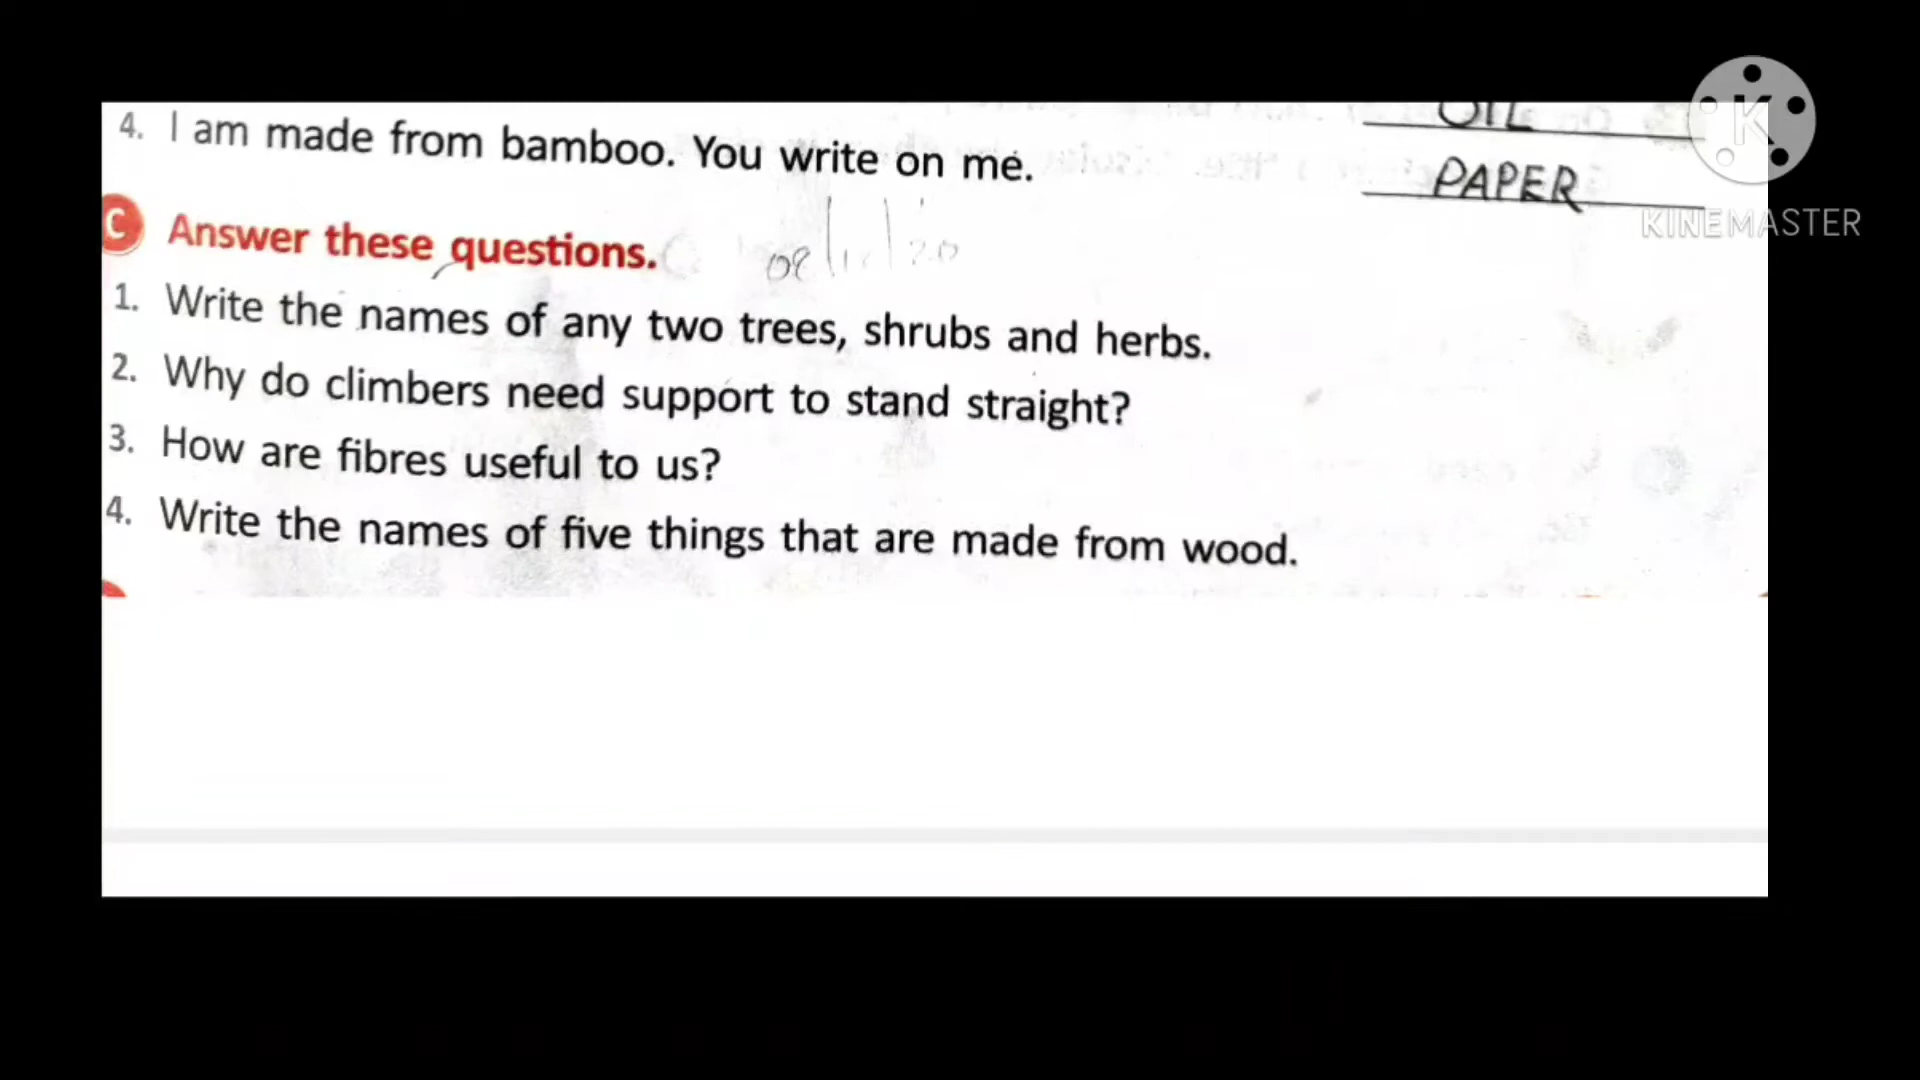 OIL
4. I am made from bamboo. You write on me. PAPER
KINEMASTER
C Answer these questions.
1. Write the names of any two trees, shrubs and herbs.
2. Why do climbers need support to stand straight?
3. How are fibres useful to us?
4. Write the names of five things that are made from wood.